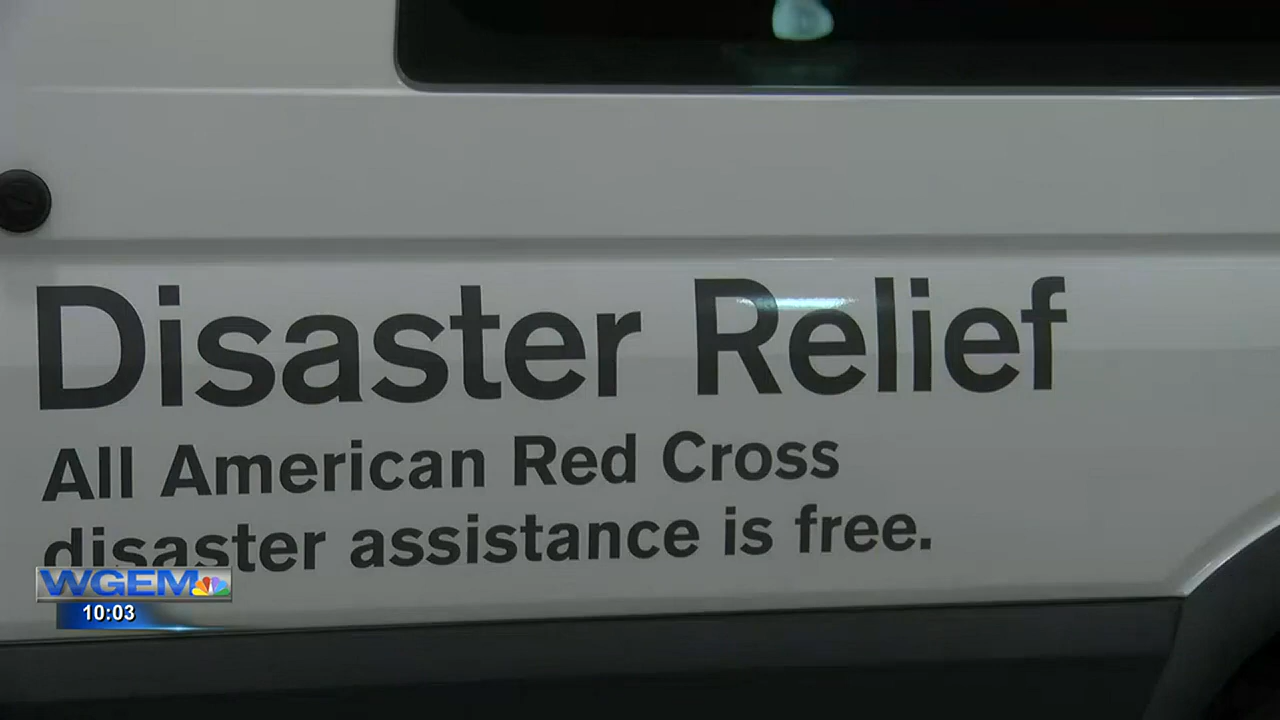 Disaster Relief
All American Red Cross
disaster assistance is free.
WGEM
10:03